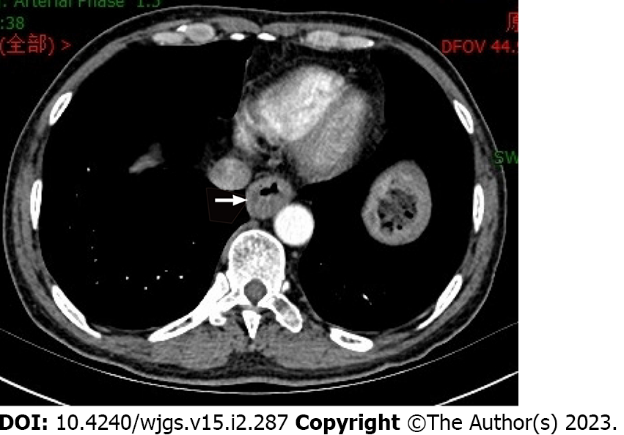 : Arterial Phase 1.5
:38
(全部) >
DFOV 44.
SW
DOI: 10.4240/wjgs.v15.i2.287 Copyright ©The Author(s) 2023.